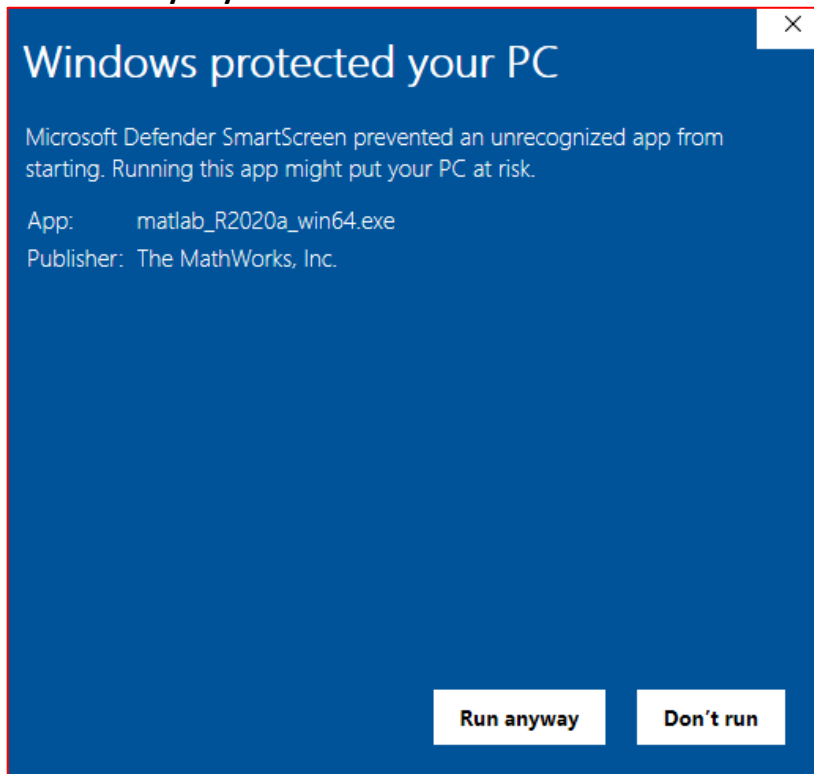 Windows protected your PC
Microsoft Defender SmartScreen prevented an unrecognized app from
starting. Running this app might put your PC at risk.
App: matlab_R2020a_win64.exe
Publisher: The MathWorks, Inc.
Run anyway Don't run